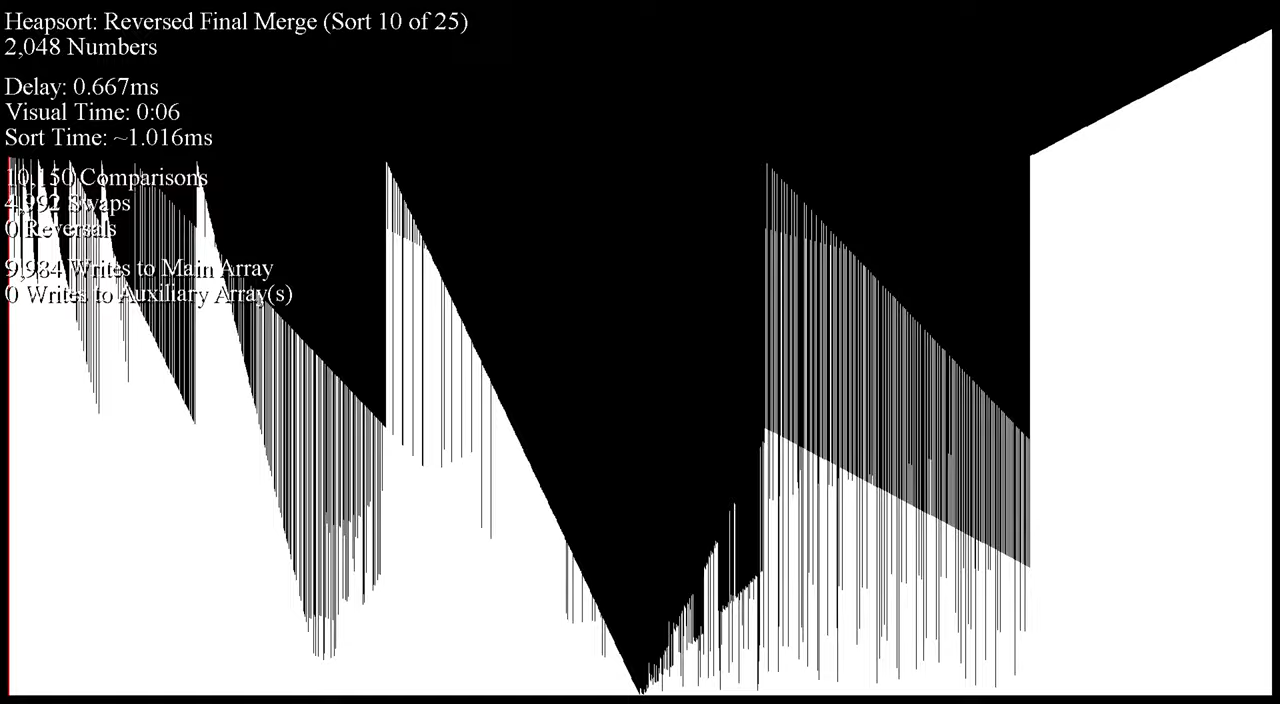 Heapsort: Reversed Final Merge (Sort 10 of 25)
2,048 Numbers
Delay: 0.667ms
Visual Time: 0:06
Sort Time: ~1.016ms
10,150 Comparisons
4,992 Swaps
0 Reversals
9,984 Writes to Main Array
0 Writes to Auxiliary Array(s)